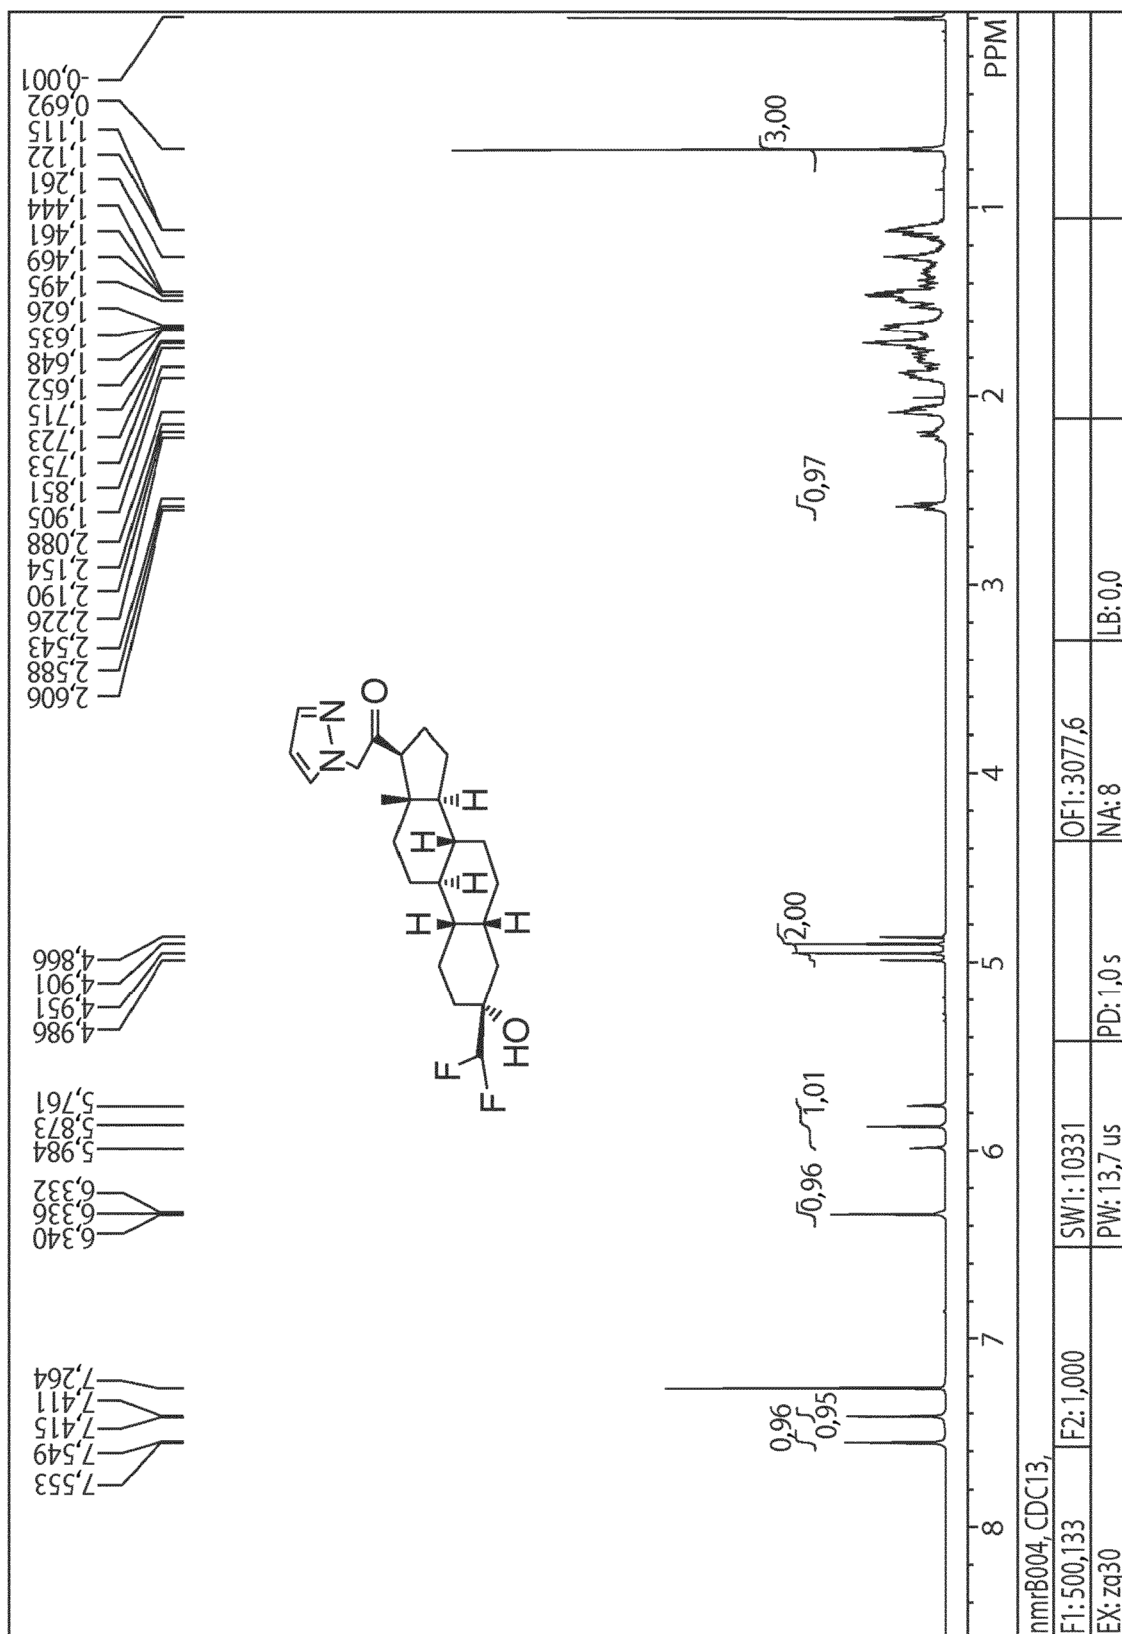 7,553
7,549
7,415
7,411
7,264
6,340
6,336
6,332
5,984
5,873
5,761
4,986
4,951
4,901
4,866
2,606
2,588
2,543
2,226
2,190
2,154
2,088
1,905
1,851
1,753
1,723
1,715
1,652
1,648
1,635
1,626
1,495
1,469
1,461
1,444
1,261
1,122
1,115
0,692
-0,001
F
F
HO
H
H
H
H
H
O
N
N
0,96
0,95
0,96
1,01
2,00
0,97
3,00
8
7
6
5
4
3
2
1
PPM
nmrB004, CDC13,
F1: 500,133
F2: 1,000
SW1: 10331
OF1: 3077,6
EX: zq30
PW: 13,7 us
PD: 1,0 s
NA: 8
LB: 0,0